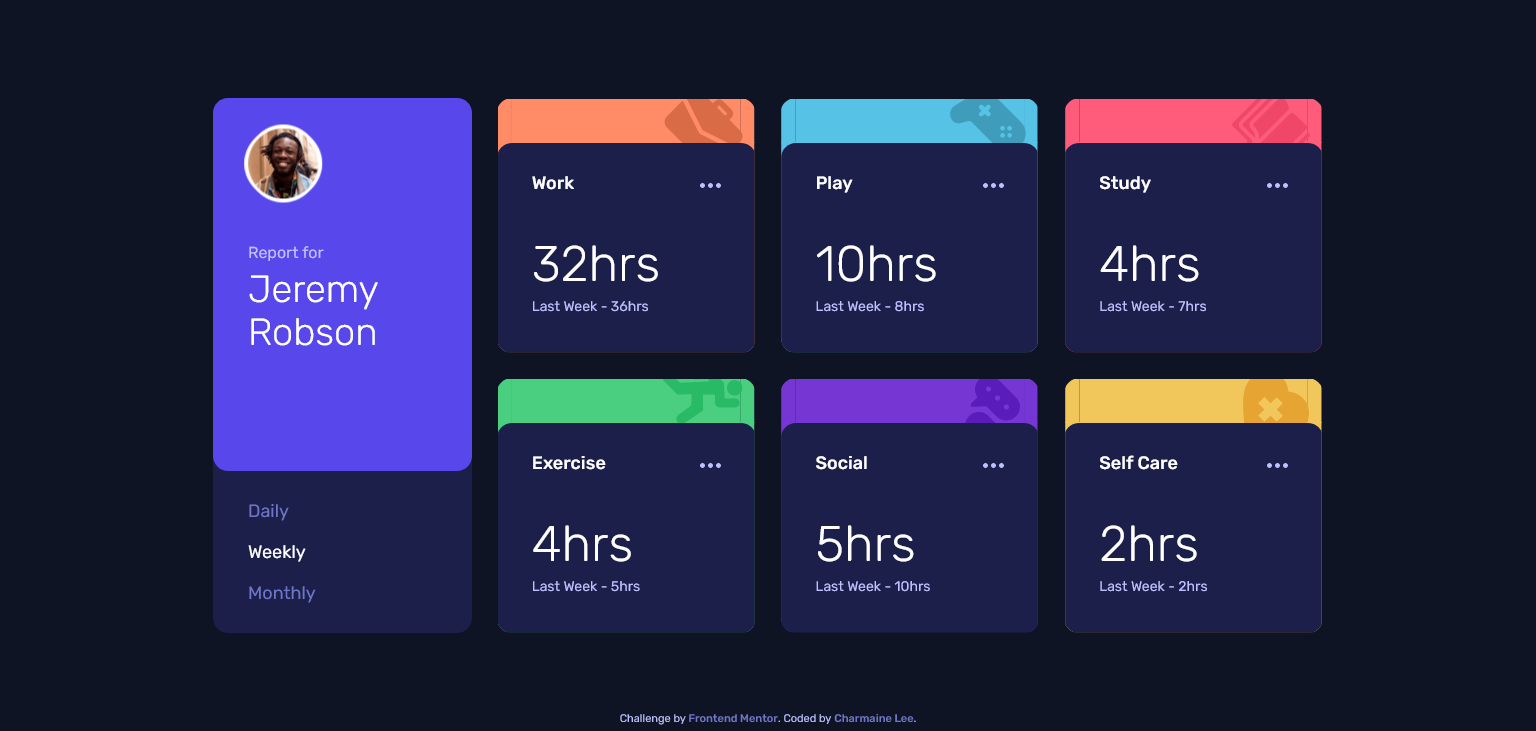 Report for
Jeremy
Robson
Daily
Weekly
Monthly
Work
32hrs
Last Week - 36hrs
Play
10hrs
Last Week - 8hrs
Study
4hrs
Last Week - 7hrs
Exercise
4hrs
Last Week - 5hrs
Social
5hrs
Last Week - 10hrs
Self Care
2hrs
Last Week - 2hrs
Challenge by Frontend Mentor. Coded by Charmaine Lee.